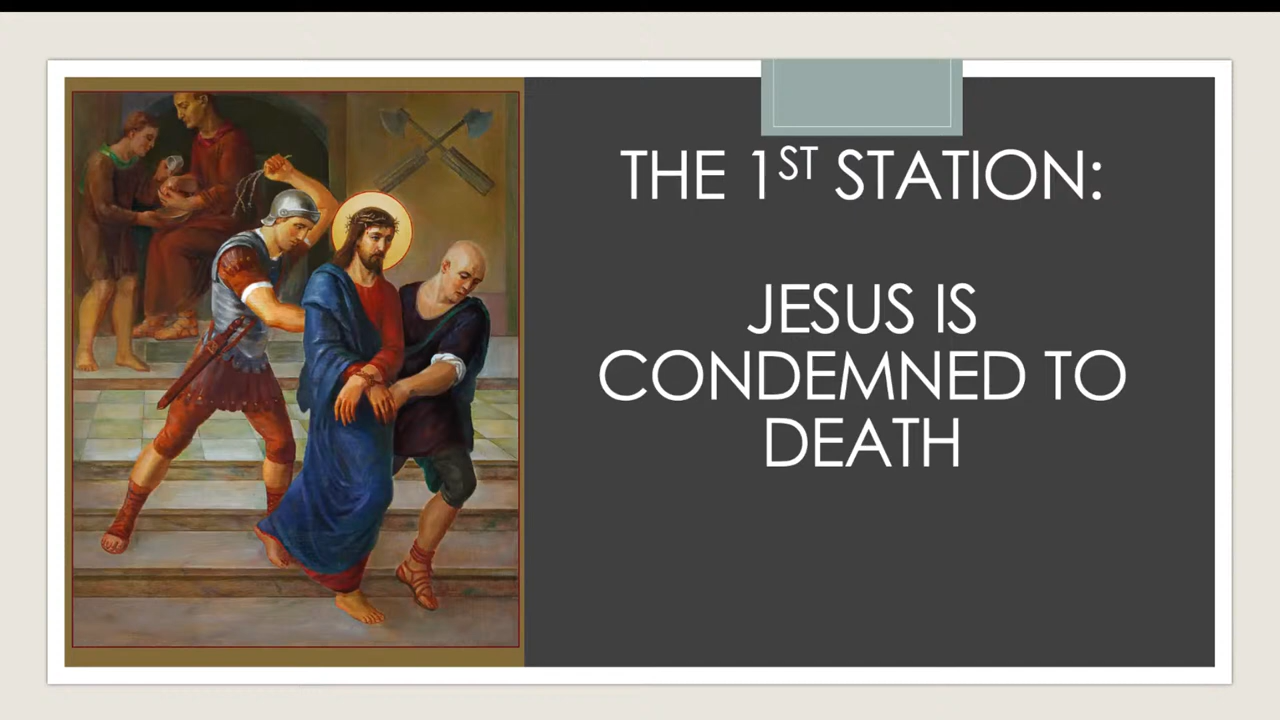 THE 1ST STATION:
JESUS IS
CONDEMNED TO
DEATH